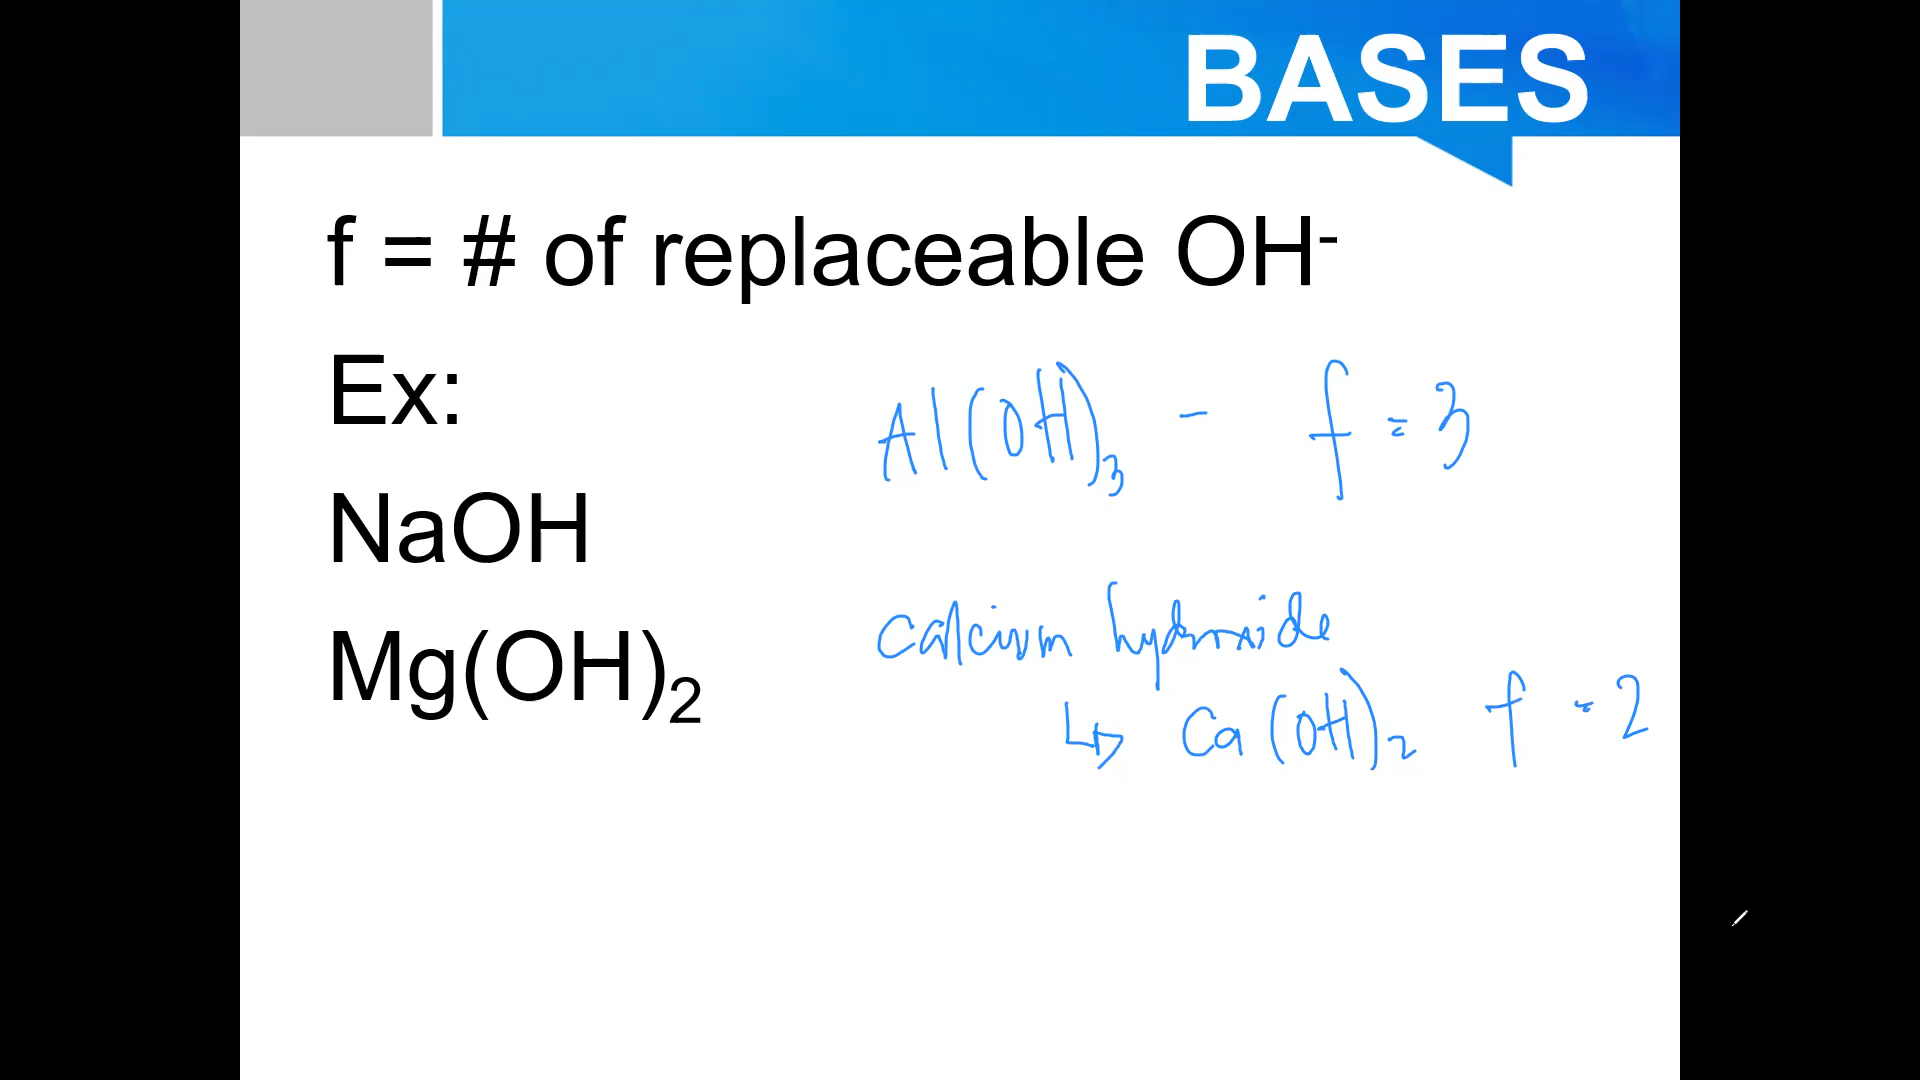 BASES
f = # of replaceable OH⁻
Ex:
Al(OH)₃ - f = 3
NaOH
calcium hydroxide
Mg(OH)₂
↳ Ca(OH)₂ f = 2